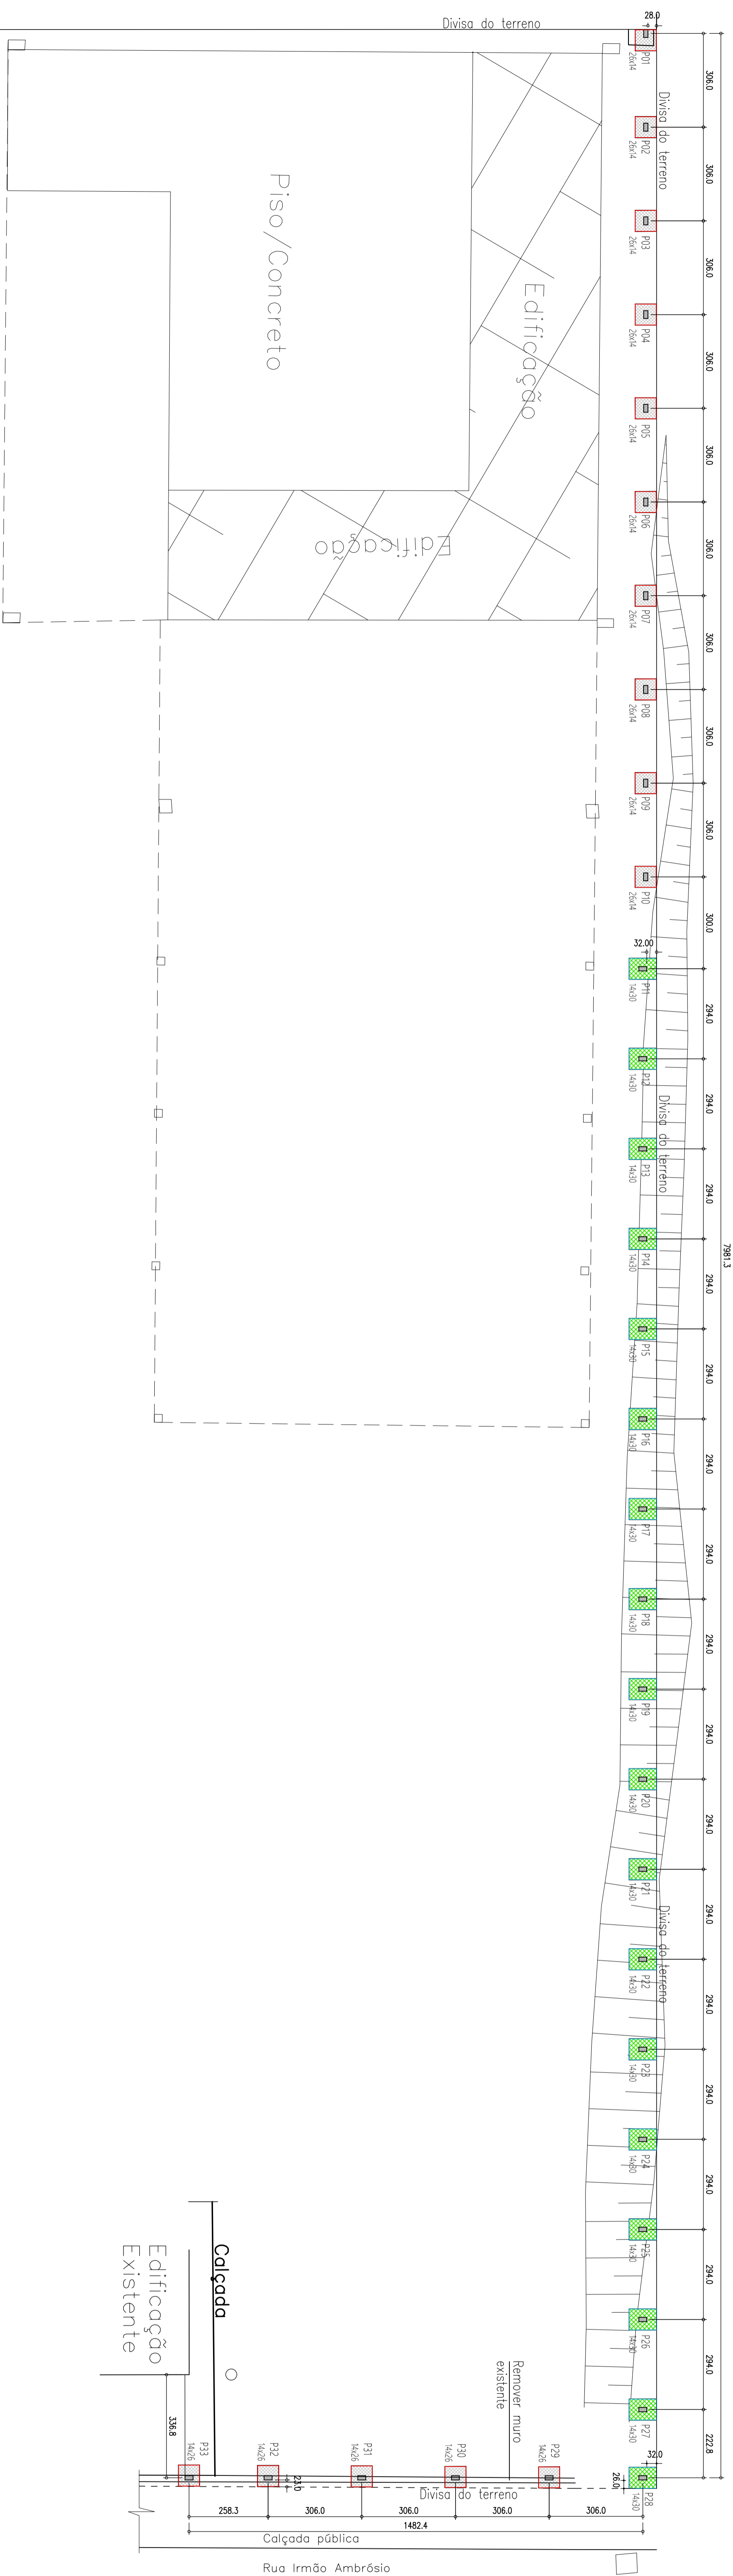 Divisa do terreno
28.0
P01
26x14
306.0
Divisa do terreno
P02
26x14
306.0
P03
26x14
306.0
P04
26x14
306.0
P05
26x14
306.0
P06
26x14
306.0
P07
26x14
306.0
P08
26x14
306.0
P09
26x14
306.0
P10
26x14
300.0
32.00
P11
14x30
294.0
P12
14x30
294.0
Divisa do terreno
P13
14x30
294.0
7981.3
P14
14x30
294.0
P15
14x30
294.0
P16
14x30
294.0
P17
14x30
294.0
P18
14x30
294.0
P19
14x30
294.0
P20
14x30
294.0
P21
14x30
294.0
Divisa do terreno
P22
14x30
294.0
P23
14x30
294.0
P24
14x30
294.0
P25
14x30
294.0
P26
14x30
294.0
P27
14x30
222.8
32.0
P28
14x30
Piso/Concreto
Edificação
Edificação
Calçada
Edificação
Existente
336.8
Remover muro
existente
P33
14x26
P32
14x26
P31
14x26
P30
14x26
P29
14x26
23.0
26.0
Divisa do terreno
258.3
306.0
306.0
306.0
306.0
1482.4
Calçada pública
Rua Irmão Ambrósio